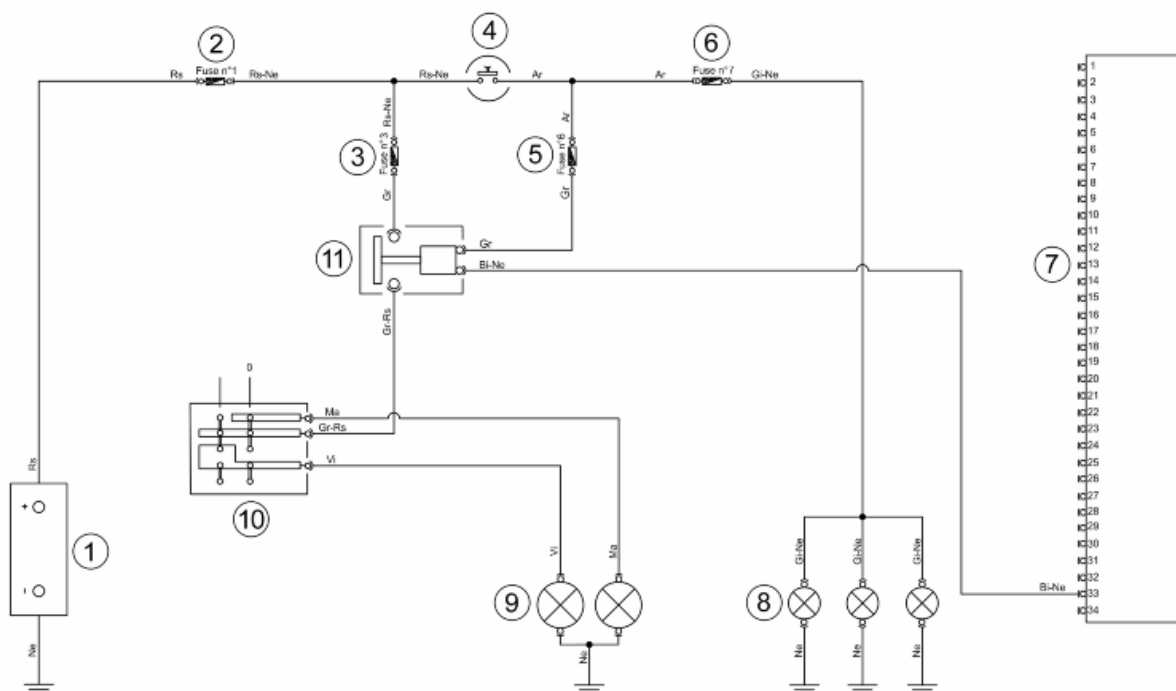 2
4
6
1
2
3
4
5
6
7
8
9
10
11
12
13
14
15
16
17
18
19
20
21
22
23
24
25
26
27
28
29
30
31
32
33
34
Rs Fuse n°1 Rs-Ne Rs-Ne Ar Ar Fuse n°7 Gi-Ne
Rs-Ne
Ar
3 Fuse n°3
5 Fuse n°6
Gr
Gr
11
Gr
Bi-Ne
7
Gr-Rs
0
Ma
Gr-Rs
Vi
10
Rs
+
-
1
Ne
Vi
Ma
9
Ne
Gi-Ne
Gi-Ne
Gi-Ne
8
Ne
Ne
Ne
Bi-Ne